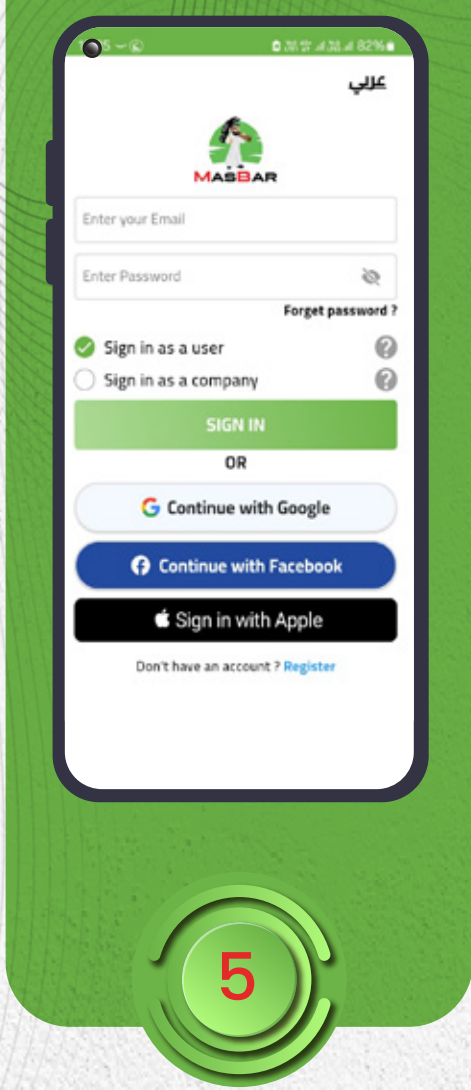 82%
عربي
MASBAR
Enter your Email
Enter Password
Forget password ?
Sign in as a user
Sign in as a company
SIGN IN
OR
Continue with Google
Continue with Facebook
Sign in with Apple
Don't have an account ? Register
5